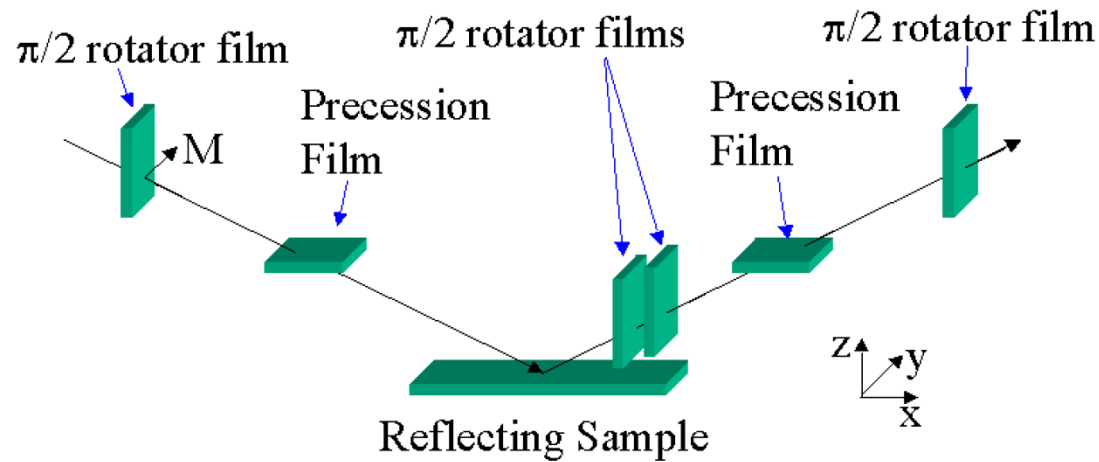 π/2 rotator film
π/2 rotator films
π/2 rotator film
Precession
Film
Precession
Film
M
z
y
x
Reflecting Sample